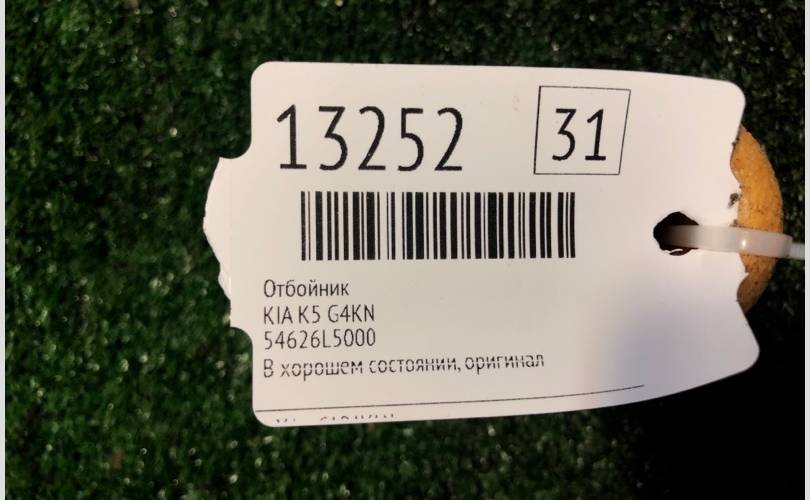 13252
31
Отбойник
KIA K5 G4KN
54626L5000
В хорошем состоянии, оригинал